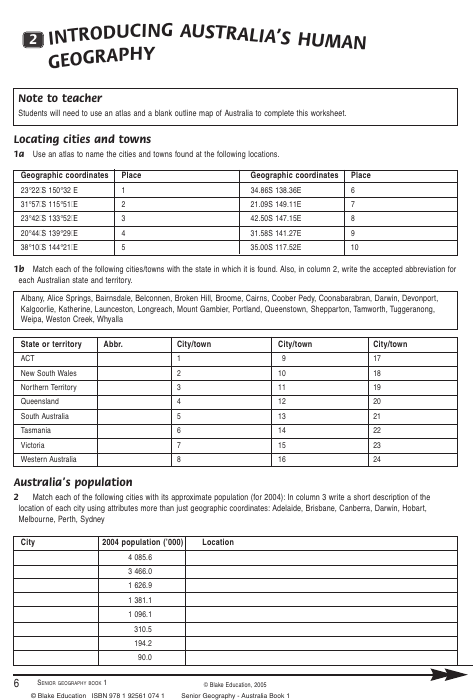 2 INTRODUCING AUSTRALIA'S HUMAN
GEOGRAPHY
Note to teacher
Students will need to use an atlas and a blank outline map of Australia to complete this worksheet.
Locating cities and towns
1a Use an atlas to name the cities and towns found at the following locations.
Geographic coordinates Place Geographic coordinates Place
23°22'S 150°32'E 1 34.86S 138.36E 6
31°57'S 115°51'E 2 21.09S 149.11E 7
23°42'S 133°52'E 3 42.50S 147.15E 8
20°44'S 139°29'E 4 31.58S 141.27E 9
38°10'S 144°21'E 5 35.00S 117.52E 10
1b Match each of the following cities/towns with the state in which it is found. Also, in column 2, write the accepted abbreviation for
each Australian state and territory.
Albany, Alice Springs, Bairnsdale, Belconnen, Broken Hill, Broome, Cairns, Coober Pedy, Coonabarabran, Darwin, Devonport,
Kalgoorlie, Katherine, Launceston, Longreach, Mount Gambier, Portland, Queenstown, Shepparton, Tamworth, Tuggeranong,
Weipa, Weston Creek, Whyalla
State or territory Abbr. City/town City/town City/town
ACT 1 9 17
New South Wales 2 10 18
Northern Territory 3 11 19
Queensland 4 12 20
South Australia 5 13 21
Tasmania 6 14 22
Victoria 7 15 23
Western Australia 8 16 24
Australia's population
2 Match each of the following cities with its approximate population (for 2004): In column 3 write a short description of the
location of each city using attributes more than just geographic coordinates: Adelaide, Brisbane, Canberra, Darwin, Hobart,
Melbourne, Perth, Sydney
City 2004 population ('000) Location
4 085.6
3 466.0
1 626.9
1 381.1
1 096.1
310.5
194.2
90.0
6 SENIOR GEOGRAPHY BOOK 1 © Blake Education, 2005
© Blake Education ISBN 978 1 92561 074 1 Senior Geography - Australia Book 1